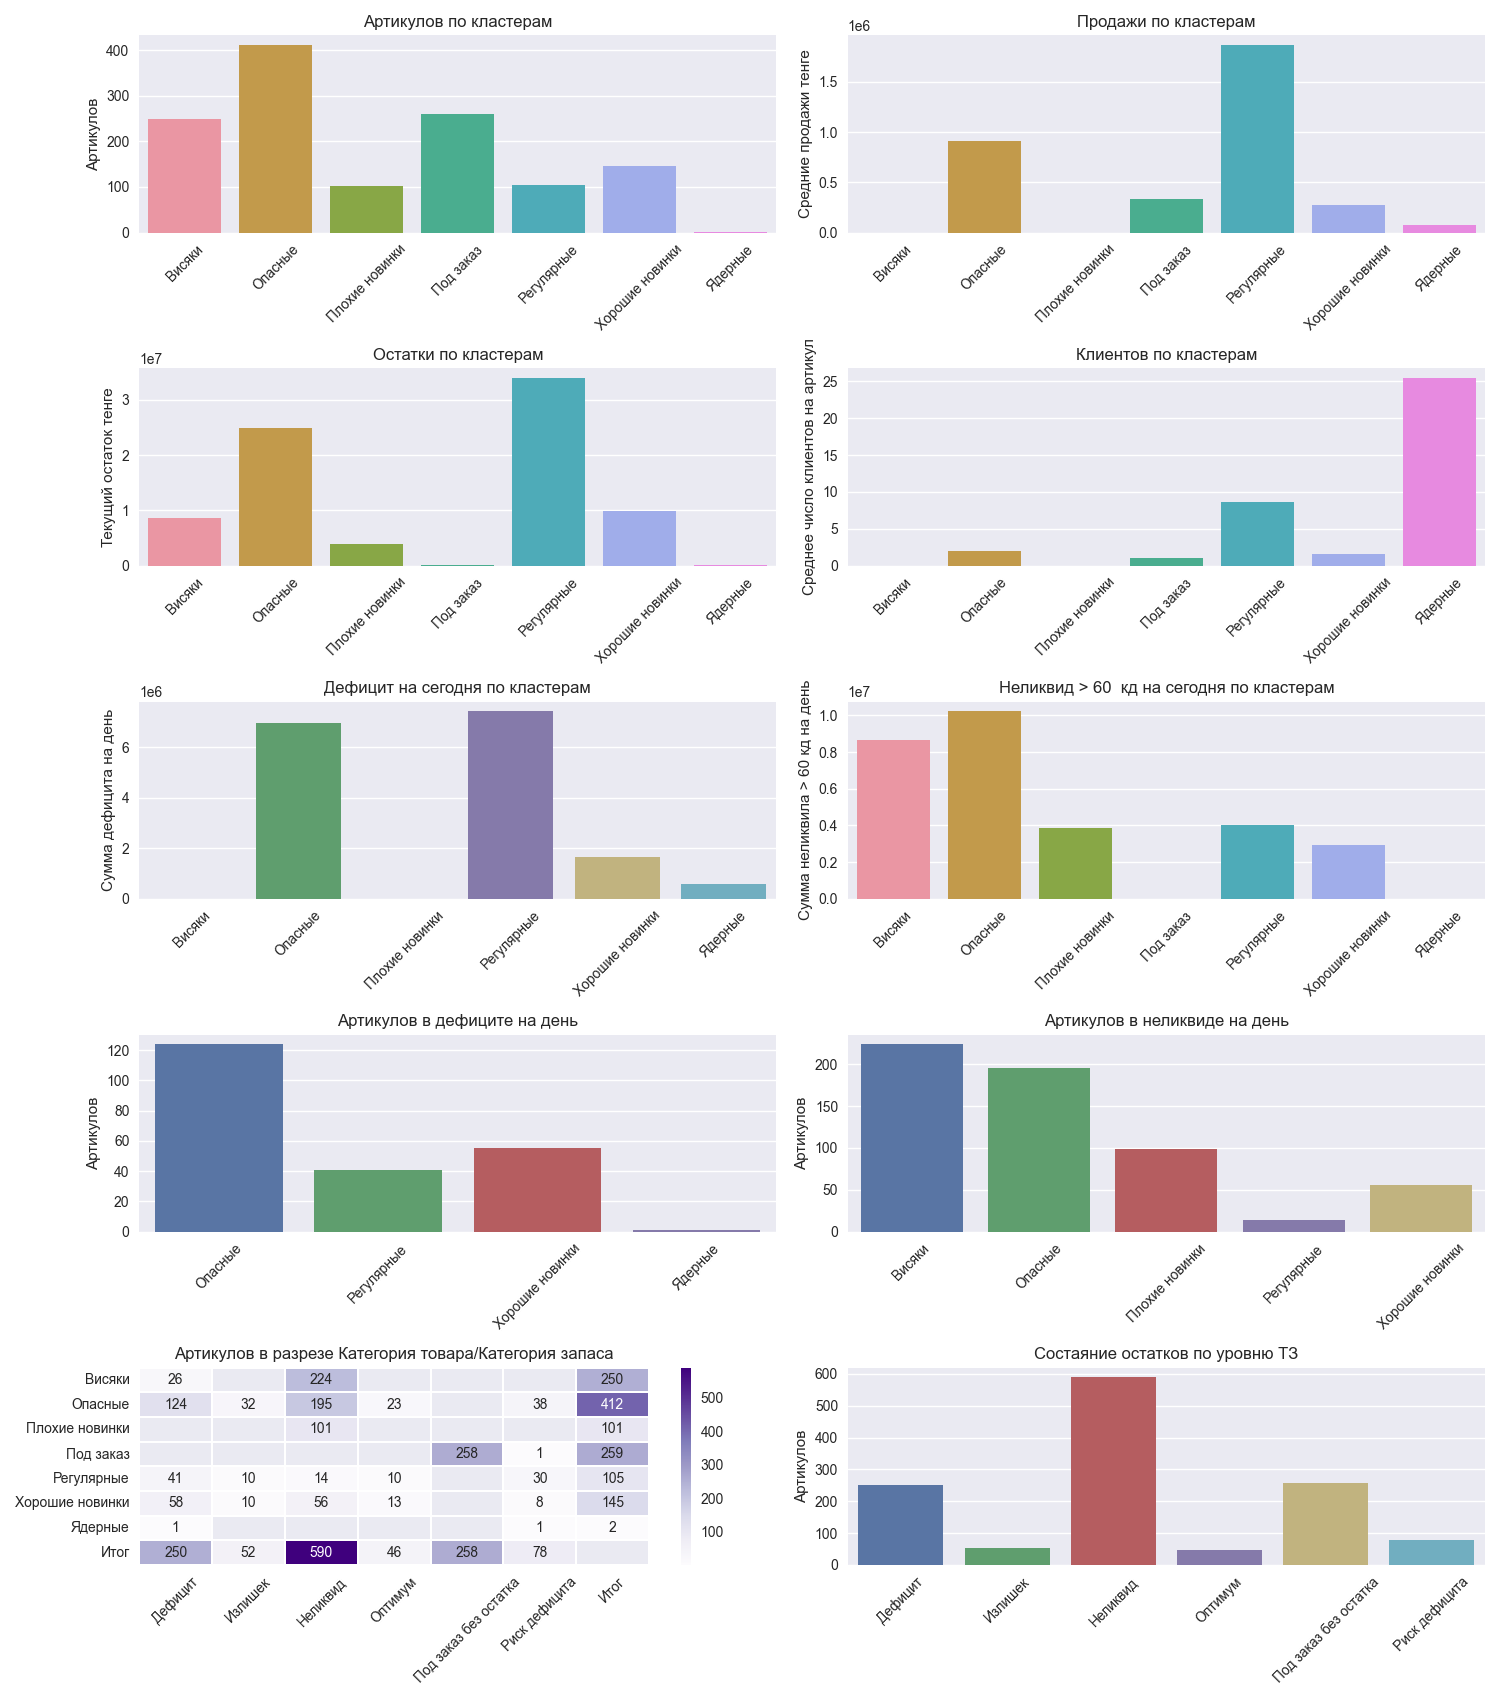 Артикулов по кластерам
Артикулов
400
300
200
100
0
Висяки
Опасные
Плохие новинки
Под заказ
Регулярные
Хорошие новинки
Ядерные
Продажи по кластерам
1e6
Средние продажи тенге
1.5
1.0
0.5
0.0
Висяки
Опасные
Плохие новинки
Под заказ
Регулярные
Хорошие новинки
Ядерные
Остатки по кластерам
1e7
Текущий остаток тенге
3
2
1
0
Висяки
Опасные
Плохие новинки
Под заказ
Регулярные
Хорошие новинки
Ядерные
Клиентов по кластерам
Среднее число клиентов на артикул
25
20
15
10
5
0
Висяки
Опасные
Плохие новинки
Под заказ
Регулярные
Хорошие новинки
Ядерные
Дефицит на сегодня по кластерам
1e6
Сумма дефицита на день
6
4
2
0
Висяки
Опасные
Плохие новинки
Регулярные
Хорошие новинки
Ядерные
Неликвид > 60 кд на сегодня по кластерам
1e7
Сумма неликвила > 60 кд на день
1.0
0.8
0.6
0.4
0.2
0.0
Висяки
Опасные
Плохие новинки
Под заказ
Регулярные
Хорошие новинки
Ядерные
Артикулов в дефиците на день
Артикулов
120
100
80
60
40
20
0
Опасные
Регулярные
Хорошие новинки
Ядерные
Артикулов в неликвиде на день
Артикулов
200
150
100
50
0
Висяки
Опасные
Плохие новинки
Регулярные
Хорошие новинки
Артикулов в разрезе Категория товара/Категория запаса
Висяки 26 224 250
Опасные 124 32 195 23 38 412
Плохие новинки 101 101
Под заказ 258 1 259
Регулярные 41 10 14 10 30 105
Хорошие новинки 58 10 56 13 8 145
Ядерные 1 1 2
Итог 250 52 590 46 258 78
Дефицит
Излишек
Неликвид
Оптимум
Под заказ без остатка
Риск дефицита
Итог
500
400
300
200
100
Состаяние остатков по уровню ТЗ
Артикулов
600
500
400
300
200
100
0
Дефицит
Излишек
Неликвид
Оптимум
Под заказ без остатка
Риск дефицита